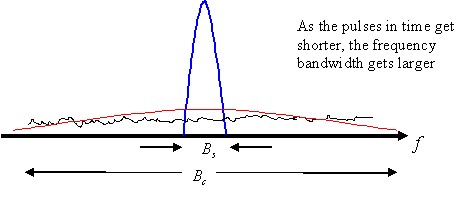 As the pulses in time get
shorter, the frequency
bandwidth gets larger
f
Bs
Bc